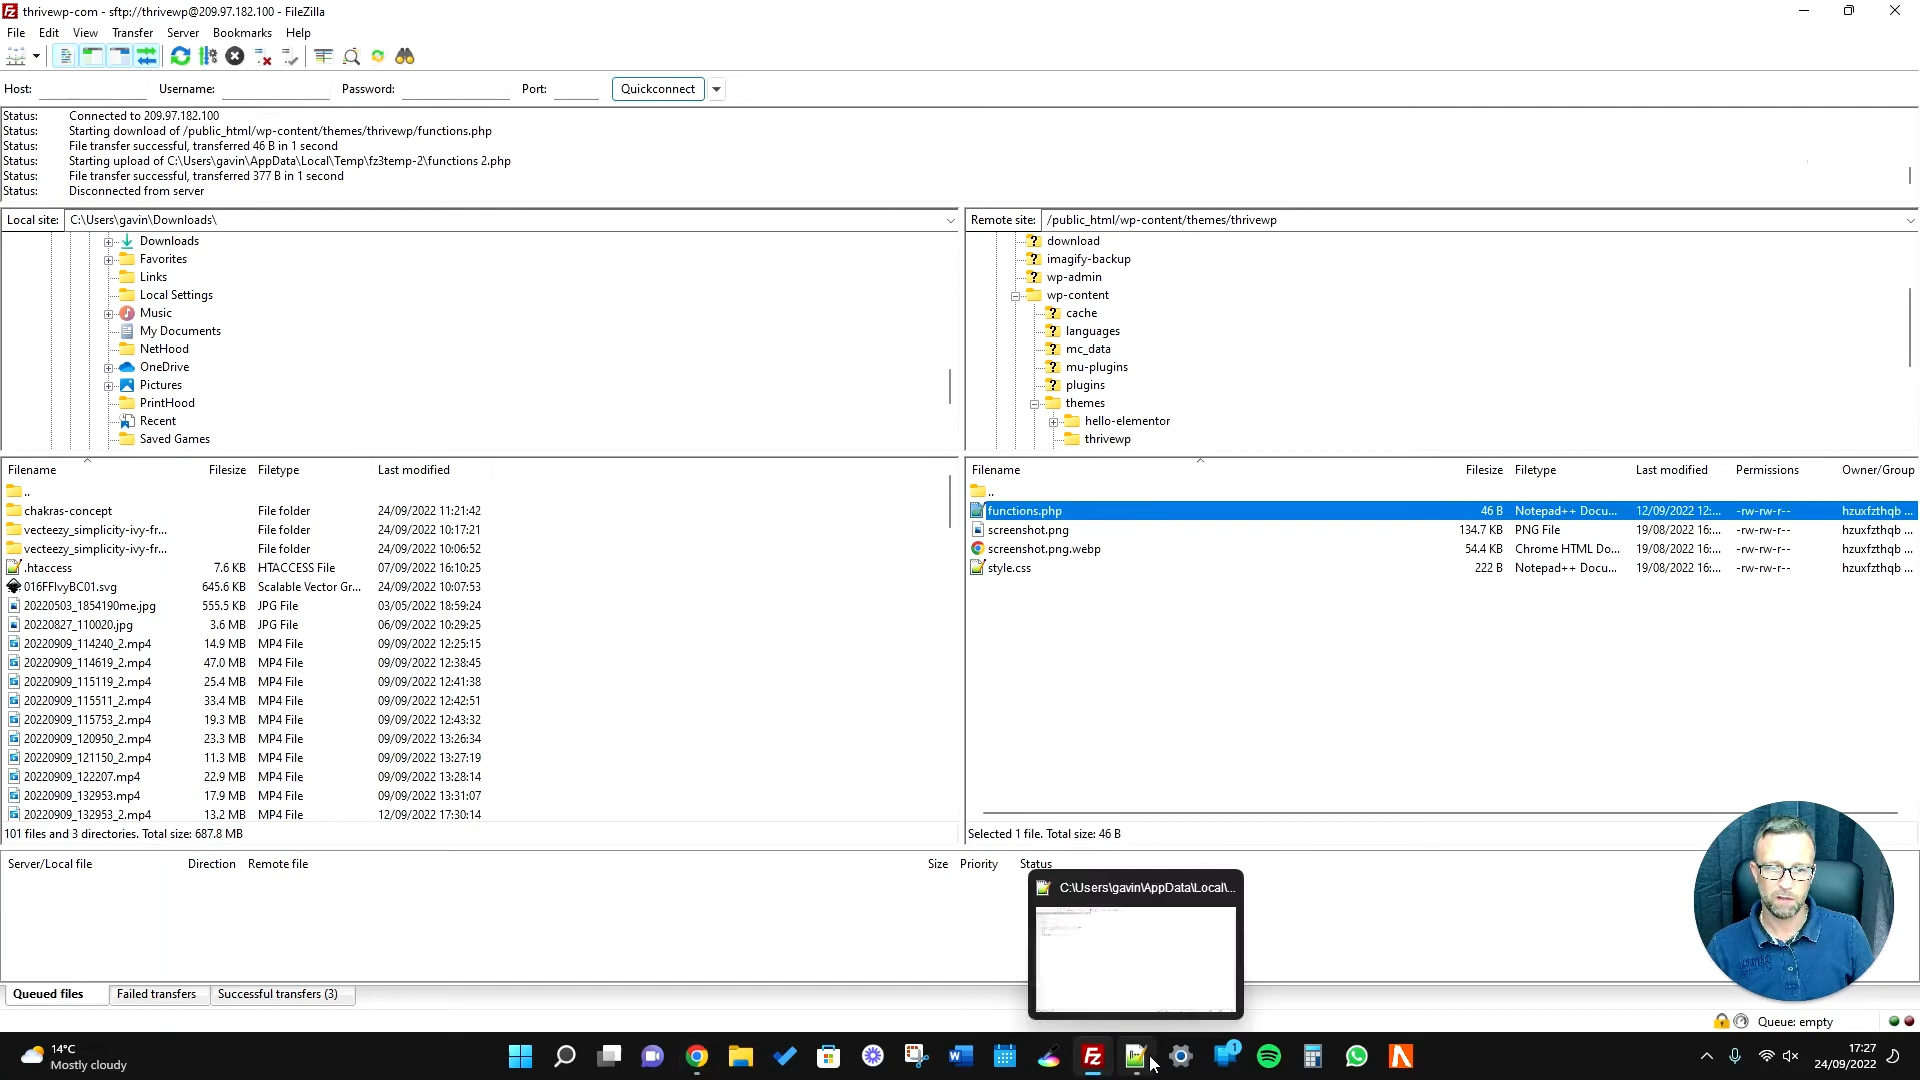 thrivewp-com - sftp://thrivewp@209.97.182.100 - FileZilla
File Edit View Transfer Server Bookmarks Help
Host: Username: Password: Port: Quickconnect
Status: Connected to 209.97.182.100
Status: Starting download of /public_html/wp-content/themes/thrivewp/functions.php
Status: File transfer successful, transferred 46 B in 1 second
Status: Starting upload of C:\Users\gavin\AppData\Local\Temp\fz3temp-2\functions 2.php
Status: File transfer successful, transferred 377 B in 1 second
Status: Disconnected from server
Local site: C:\Users\gavin\Downloads\
Downloads
Favorites
Links
Local Settings
Music
My Documents
NetHood
OneDrive
Pictures
PrintHood
Recent
Saved Games
Remote site: /public_html/wp-content/themes/thrivewp
download
imagify-backup
wp-admin
wp-content
cache
languages
mc_data
mu-plugins
plugins
themes
hello-elementor
thrivewp
Filename Filesize Filetype Last modified
..
chakras-concept File folder 24/09/2022 11:21:42
vecteezy_simplicity-ivy-fr... File folder 24/09/2022 10:17:21
vecteezy_simplicity-ivy-fr... File folder 24/09/2022 10:06:52
.htaccess 7.6 KB HTACCESS File 07/09/2022 16:10:25
016FFIvyBC01.svg 645.6 KB Scalable Vector Gr... 24/09/2022 10:07:53
20220503_1854190me.jpg 555.5 KB JPG File 03/05/2022 18:59:24
20220827_110020.jpg 3.6 MB JPG File 06/09/2022 10:29:25
20220909_114240_2.mp4 14.9 MB MP4 File 09/09/2022 12:25:15
20220909_114619_2.mp4 47.0 MB MP4 File 09/09/2022 12:38:45
20220909_115119_2.mp4 25.4 MB MP4 File 09/09/2022 12:41:38
20220909_115511_2.mp4 33.4 MB MP4 File 09/09/2022 12:42:51
20220909_115753_2.mp4 19.3 MB MP4 File 09/09/2022 12:43:32
20220909_120950_2.mp4 23.3 MB MP4 File 09/09/2022 13:26:34
20220909_121150_2.mp4 11.3 MB MP4 File 09/09/2022 13:27:19
20220909_122207.mp4 22.9 MB MP4 File 09/09/2022 13:28:14
20220909_132953.mp4 17.9 MB MP4 File 09/09/2022 13:31:07
20220909_132953_2.mp4 13.2 MB MP4 File 12/09/2022 17:30:14
101 files and 3 directories. Total size: 687.8 MB
Filename Filesize Filetype Last modified Permissions Owner/Group
..
functions.php 46 B Notepad++ Docu... 12/09/2022 12:... -rw-rw-r-- hzuxfzthqb ...
screenshot.png 134.7 KB PNG File 19/08/2022 16:... -rw-rw-r-- hzuxfzthqb ...
screenshot.png.webp 54.4 KB Chrome HTML Do... 19/08/2022 16:... -rw-rw-r-- hzuxfzthqb ...
style.css 222 B Notepad++ Docu... 19/08/2022 16:... -rw-rw-r-- hzuxfzthqb ...
Selected 1 file. Total size: 46 B
Server/Local file Direction Remote file Size Priority Status
C:\Users\gavin\AppData\Local\...
Queued files Failed transfers Successful transfers (3)
Queue: empty
14°C
Mostly cloudy
1
17:27
24/09/2022